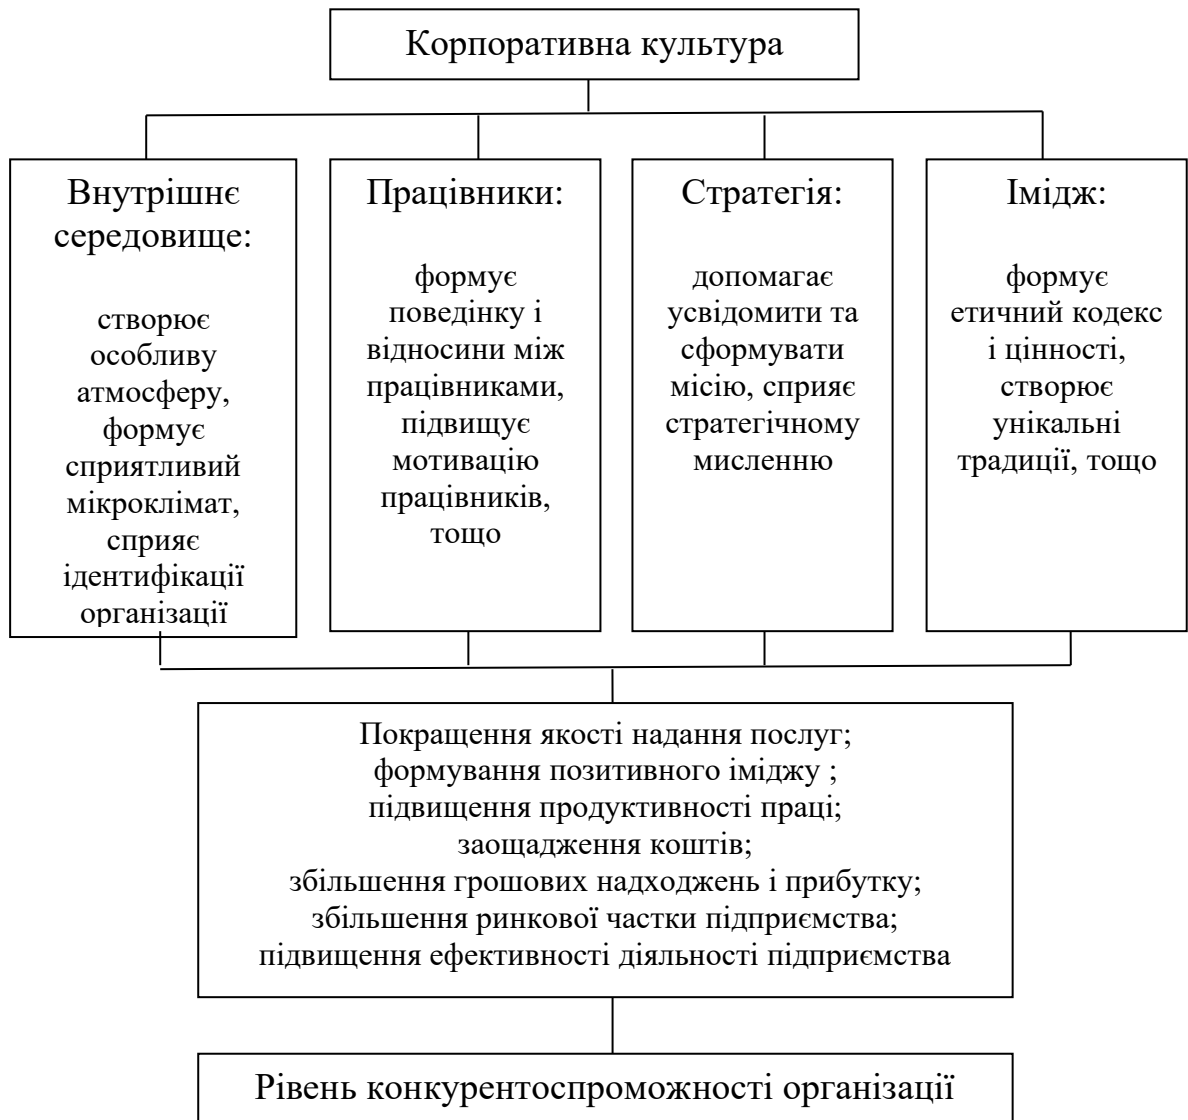 Корпоративна культура
Внутрішнє
середовище:
створює
особливу
атмосферу,
формує
сприятливий
мікроклімат,
сприяє
ідентифікації
організації
Працівники:
формує
поведінку і
відносини між
працівниками,
підвищує
мотивацію
працівників,
тощо
Стратегія:
допомагає
усвідомити та
сформувати
місію, сприяє
стратегічному
мисленню
Імідж:
формує
етичний кодекс
і цінності,
створює
унікальні
традиції, тощо
Покращення якості надання послуг;
формування позитивного іміджу ;
підвищення продуктивності праці;
заощадження коштів;
збільшення грошових надходжень і прибутку;
збільшення ринкової частки підприємства;
підвищення ефективності діяльності підприємства
Рівень конкурентоспроможності організації